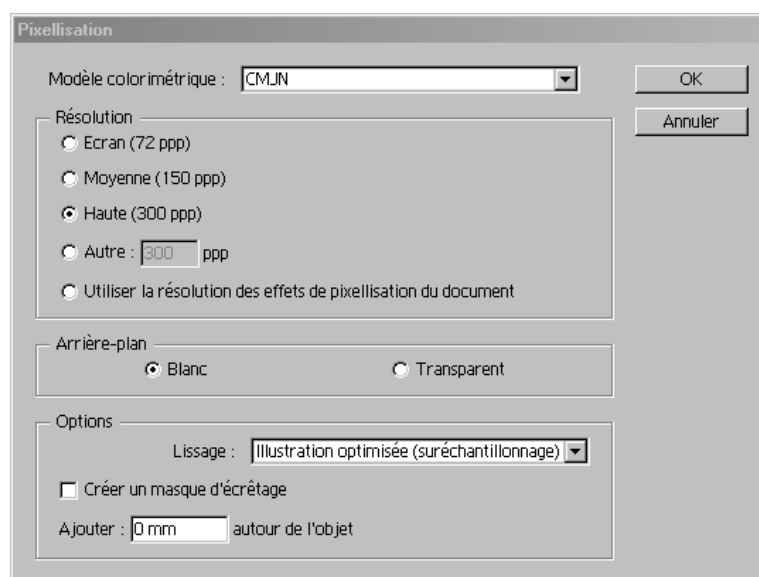 Pixellisation
Modèle colorimétrique : CMJN
OK
Résolution
Annuler
Ecran (72 ppp)
Moyenne (150 ppp)
Haute (300 ppp)
Autre : 300 ppp
Utiliser la résolution des effets de pixellisation du document
Arrière-plan
Blanc Transparent
Options
Lissage : Illustration optimisée (suréchantillonnage)
Créer un masque d'écrêtage
Ajouter : 0 mm autour de l'objet